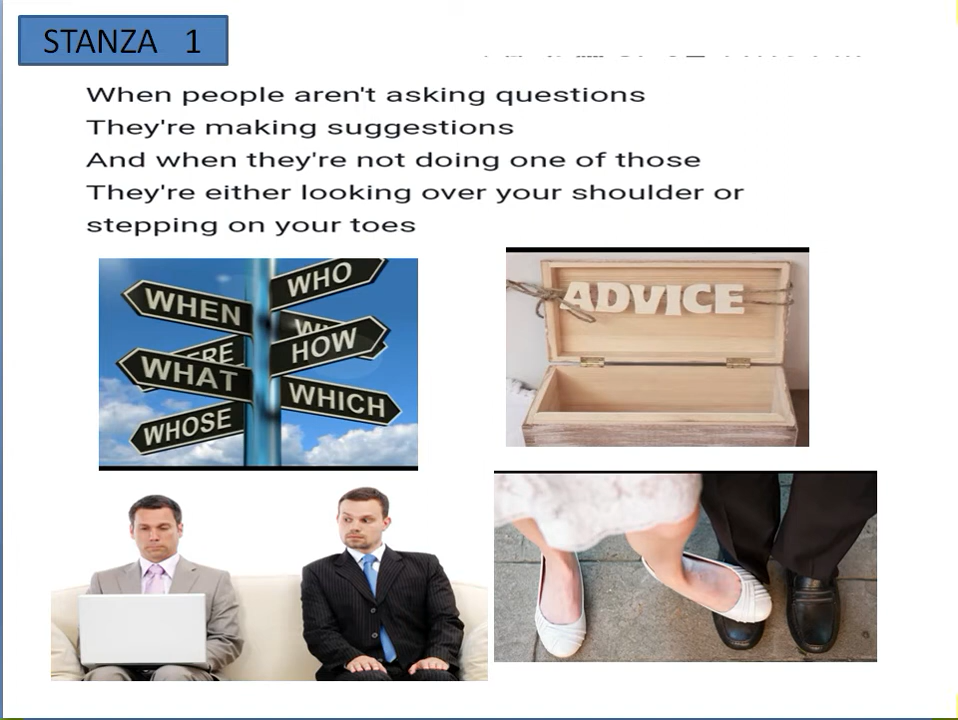 STANZA 1
When people aren't asking questions
They're making suggestions
And when they're not doing one of those
They're either looking over your shoulder or
stepping on your toes
WHO
WHEN
HOW
WHAT
WHICH
WHOSE
ADVICE